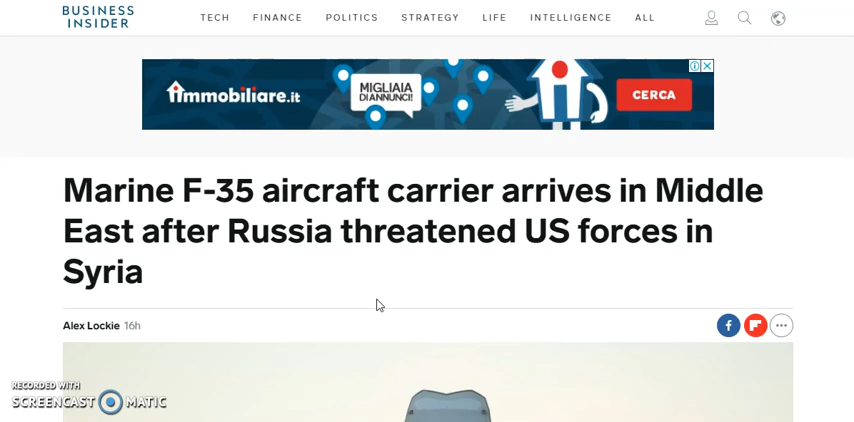 BUSINESS
INSIDER
TECH FINANCE POLITICS STRATEGY LIFE INTELLIGENCE ALL
immobiliare.it
MIGLIAIA
DI ANNUNCI!
CERCA
Marine F-35 aircraft carrier arrives in Middle
East after Russia threatened US forces in
Syria
Alex Lockie 16h
RECORDED WITH
SCREENCAST MATIC